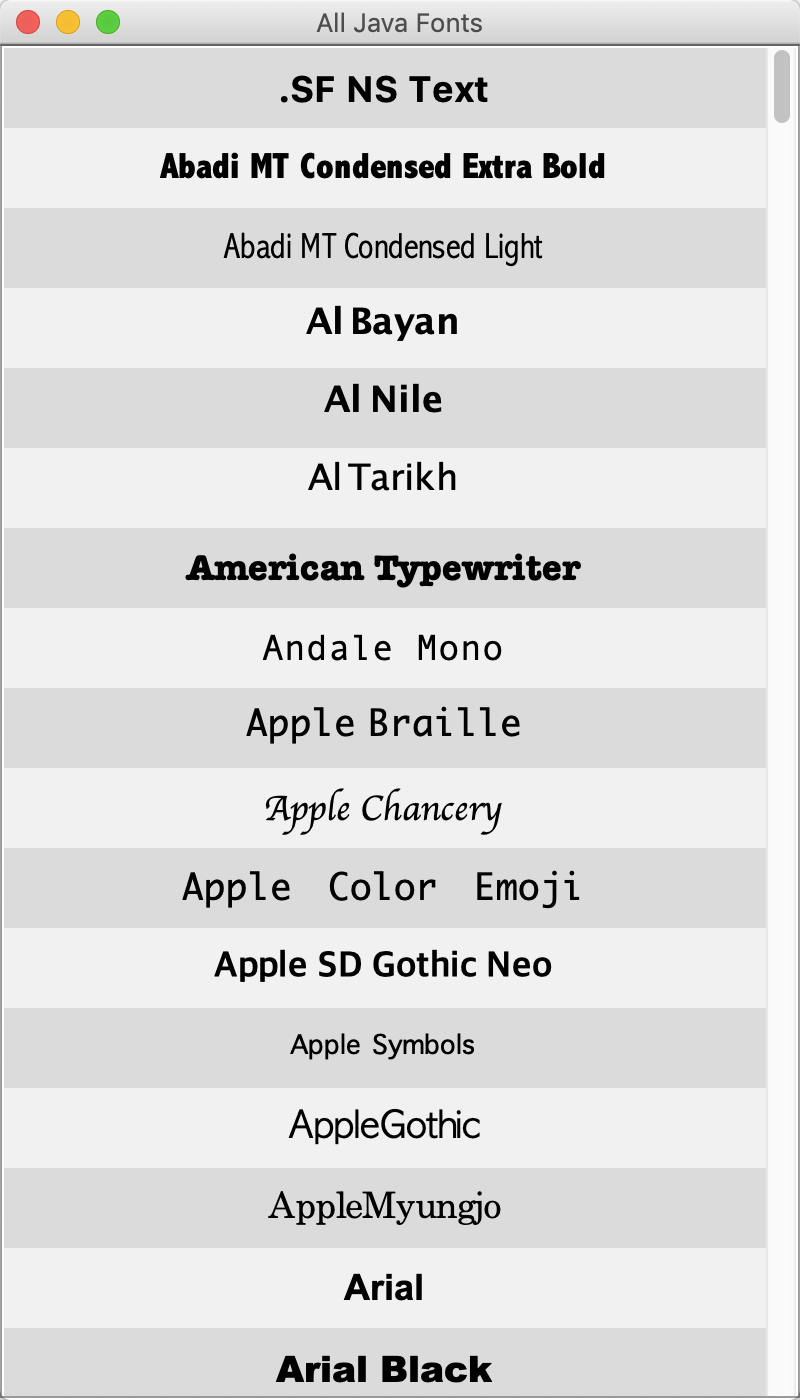 All Java Fonts
.SF NS Text
Abadi MT Condensed Extra Bold
Abadi MT Condensed Light
Al Bayan
Al Nile
Al Tarikh
American Typewriter
Andale Mono
Apple Braille
Apple Chancery
Apple Color Emoji
Apple SD Gothic Neo
Apple Symbols
AppleGothic
AppleMyungjo
Arial
Arial Black